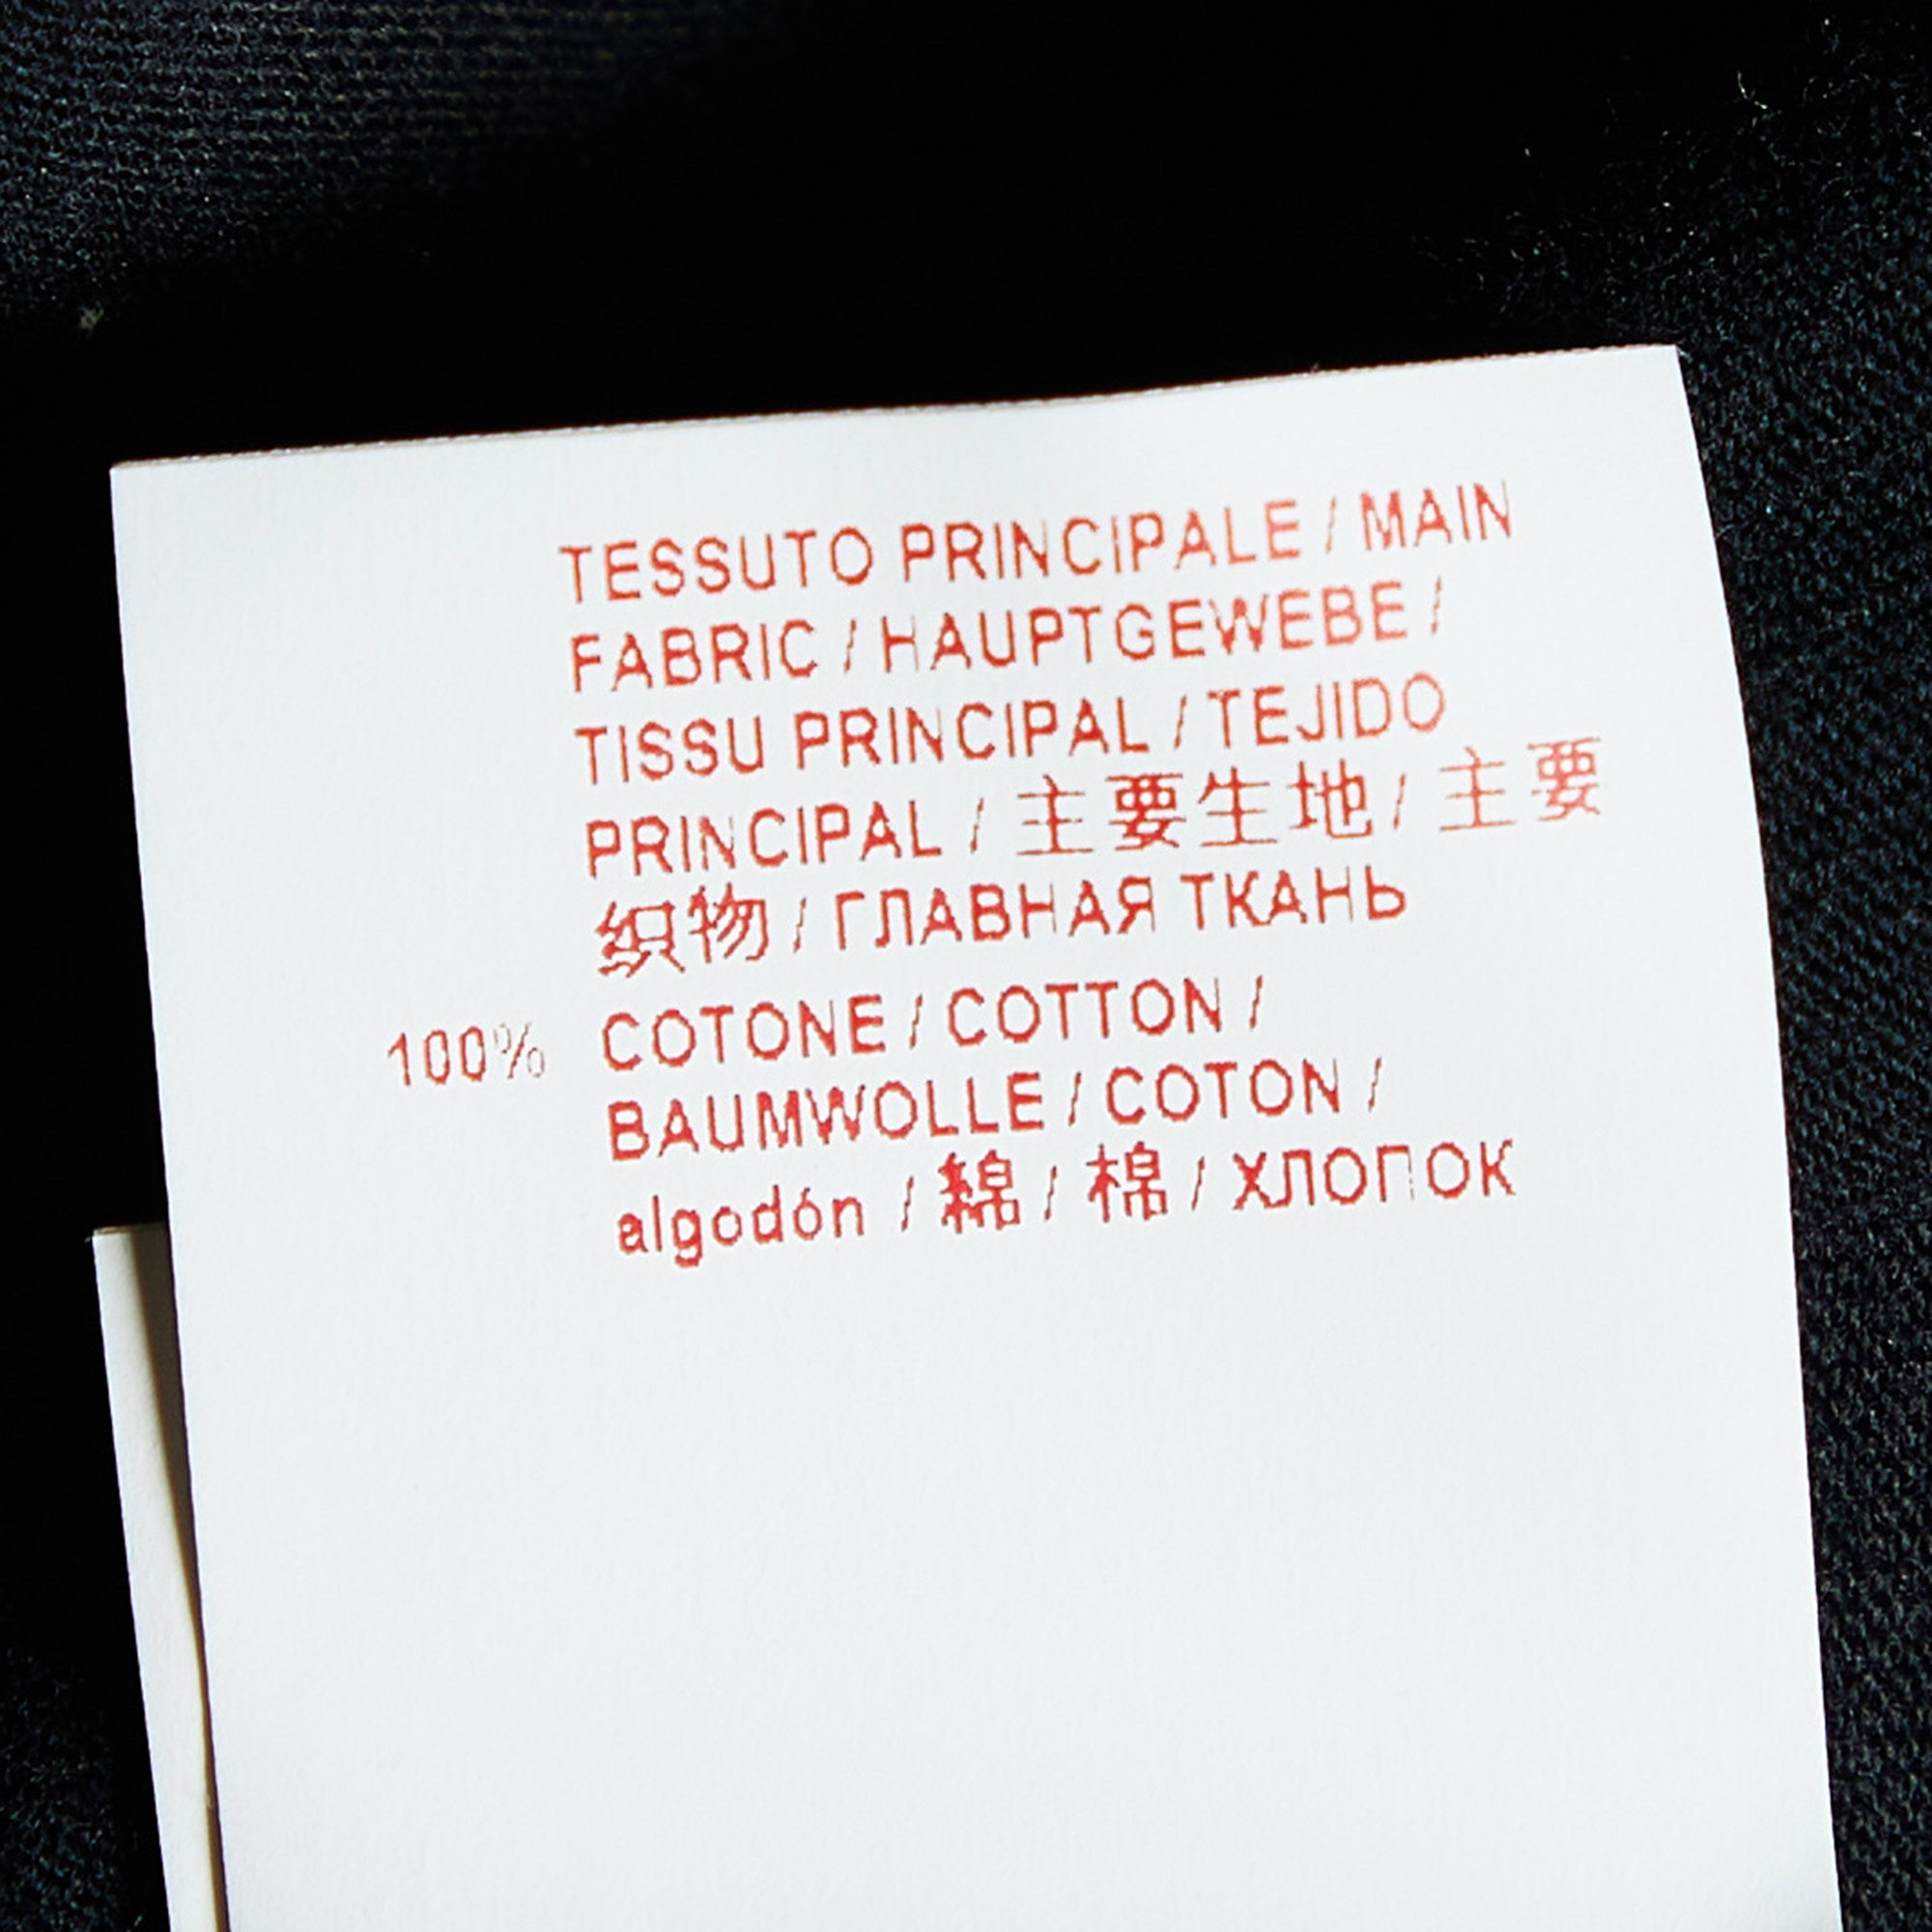 TESSUTO PRINCIPALE / MAIN
FABRIC / HAUPTGEWEBE /
TISSU PRINCIPAL / TEJIDO
PRINCIPAL / 主要生地 / 主要
织物 / ГЛАВНАЯ ТКАНЬ
100% COTONE / COTTON /
BAUMWOLLE / COTON /
algodón / 綿 / 棉 / ХЛОПОК